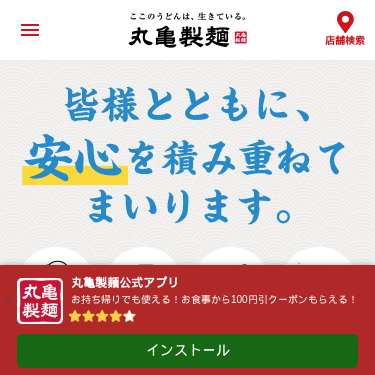 ここのうどんは、生きている。
丸亀製麺
丸亀
製麺
店舗検索
皆様とともに、
安心を積み重ねて
まいります。
丸亀
製麺
丸亀製麺公式アプリ
お持ち帰りでも使える！お食事から100円引クーポンもらえる！
インストール